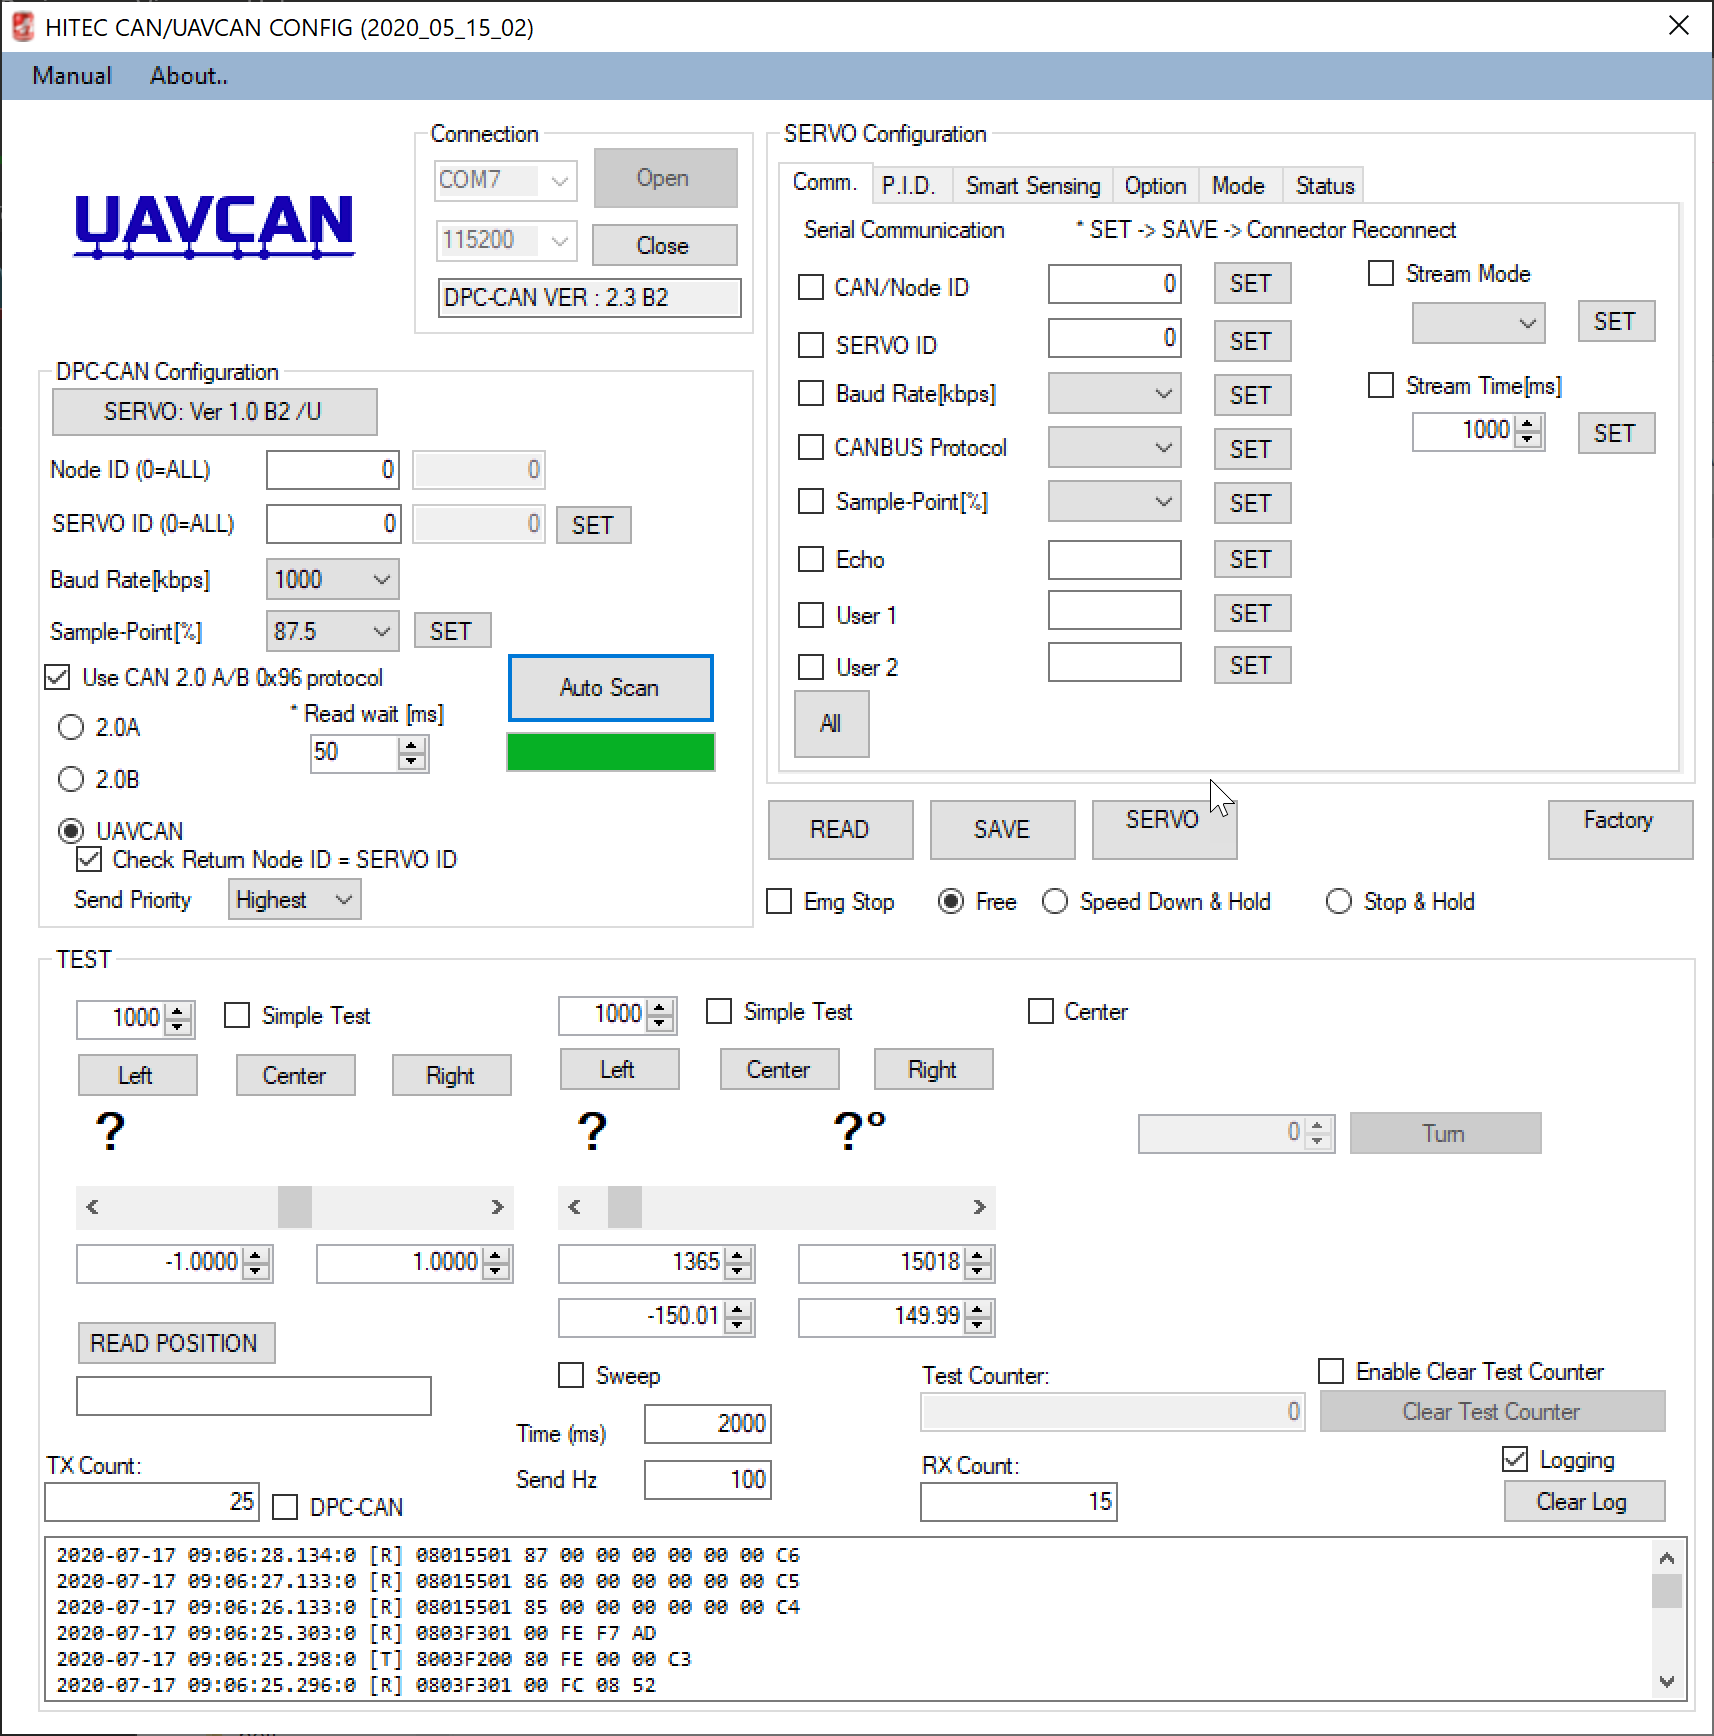 HITEC CAN/UAVCAN CONFIG (2020_05_15_02)
Manual About..
UAVCAN
Connection
COM7 Open
115200 Close
DPC-CAN VER : 2.3 B2
DPC-CAN Configuration
SERVO: Ver 1.0 B2 /U
Node ID (0=ALL) 0 0
SERVO ID (0=ALL) 0 0 SET
Baud Rate[kbps] 1000
Sample-Point[%] 87.5 SET
Use CAN 2.0 A/B 0x96 protocol
Auto Scan
2.0A
* Read wait [ms]
50
2.0B
UAVCAN
Check Return Node ID = SERVO ID
Send Priority Highest
SERVO Configuration
Comm. P.I.D. Smart Sensing Option Mode Status
Serial Communication * SET -> SAVE -> Connector Reconnect
CAN/Node ID 0 SET
SERVO ID 0 SET
Baud Rate[kbps] SET
CANBUS Protocol SET
Sample-Point[%] SET
Echo SET
User 1 SET
User 2 SET
All
Stream Mode
SET
Stream Time[ms]
1000 SET
READ SAVE SERVO Factory
Emg Stop Free Speed Down & Hold Stop & Hold
TEST
1000 Simple Test 1000 Simple Test Center
Left Center Right Left Center Right
? ? ?° 0 Turn
< > < >
-1.0000 1.0000 1365 15018
-150.01 149.99
READ POSITION
Sweep Test Counter: Enable Clear Test Counter
0 Clear Test Counter
Time (ms) 2000
TX Count: Send Hz 100 RX Count: Logging
25 DPC-CAN 15 Clear Log
2020-07-17 09:06:28.134:0 [R] 08015501 87 00 00 00 00 00 00 C6
2020-07-17 09:06:27.133:0 [R] 08015501 86 00 00 00 00 00 00 C5
2020-07-17 09:06:26.133:0 [R] 08015501 85 00 00 00 00 00 00 C4
2020-07-17 09:06:25.303:0 [R] 0803F301 00 FE F7 AD
2020-07-17 09:06:25.298:0 [T] 8003F200 80 FE 00 00 C3
2020-07-17 09:06:25.296:0 [R] 0803F301 00 FC 08 52